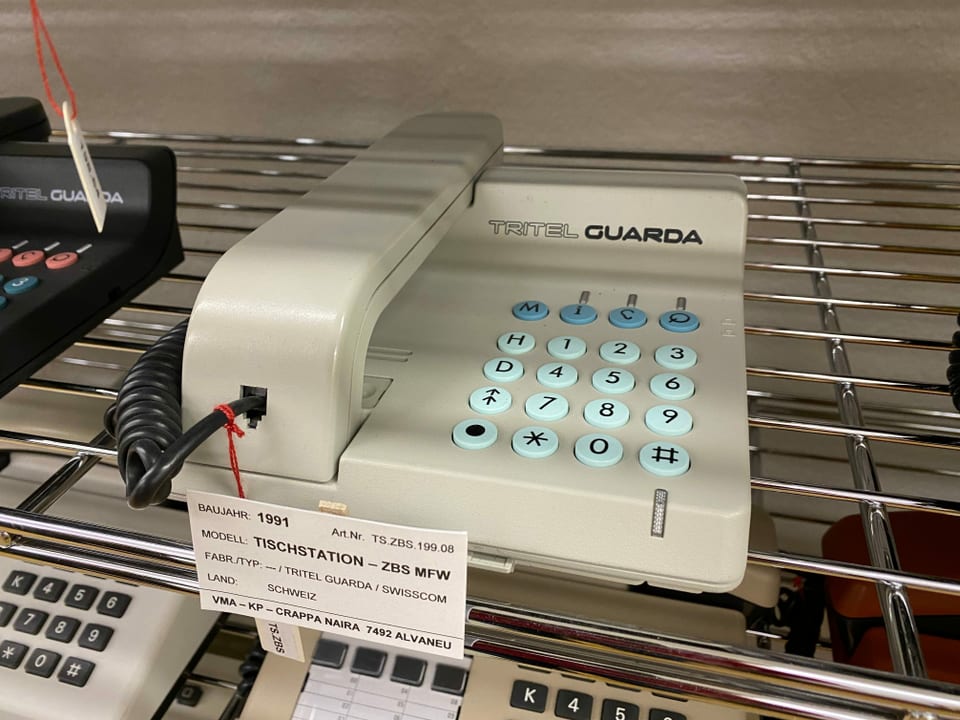 TRITEL GUARDA
TRITEL GUARDA
M I C
H 1 2 3
D 4 5 6
7 8 9
* 0 #
BAUJAHR: 1991 Art.Nr. TS.ZBS.199.08
MODELL: TISCHSTATION – ZBS MFW
FABR./TYP: --- / TRITEL GUARDA / SWISSCOM
LAND: SCHWEIZ
VMA – KP – CRAPPA NAIRA 7492 ALVANEU
TS.ZBS
K 4 5 6
7 8 9
* 0 #
K 4 5